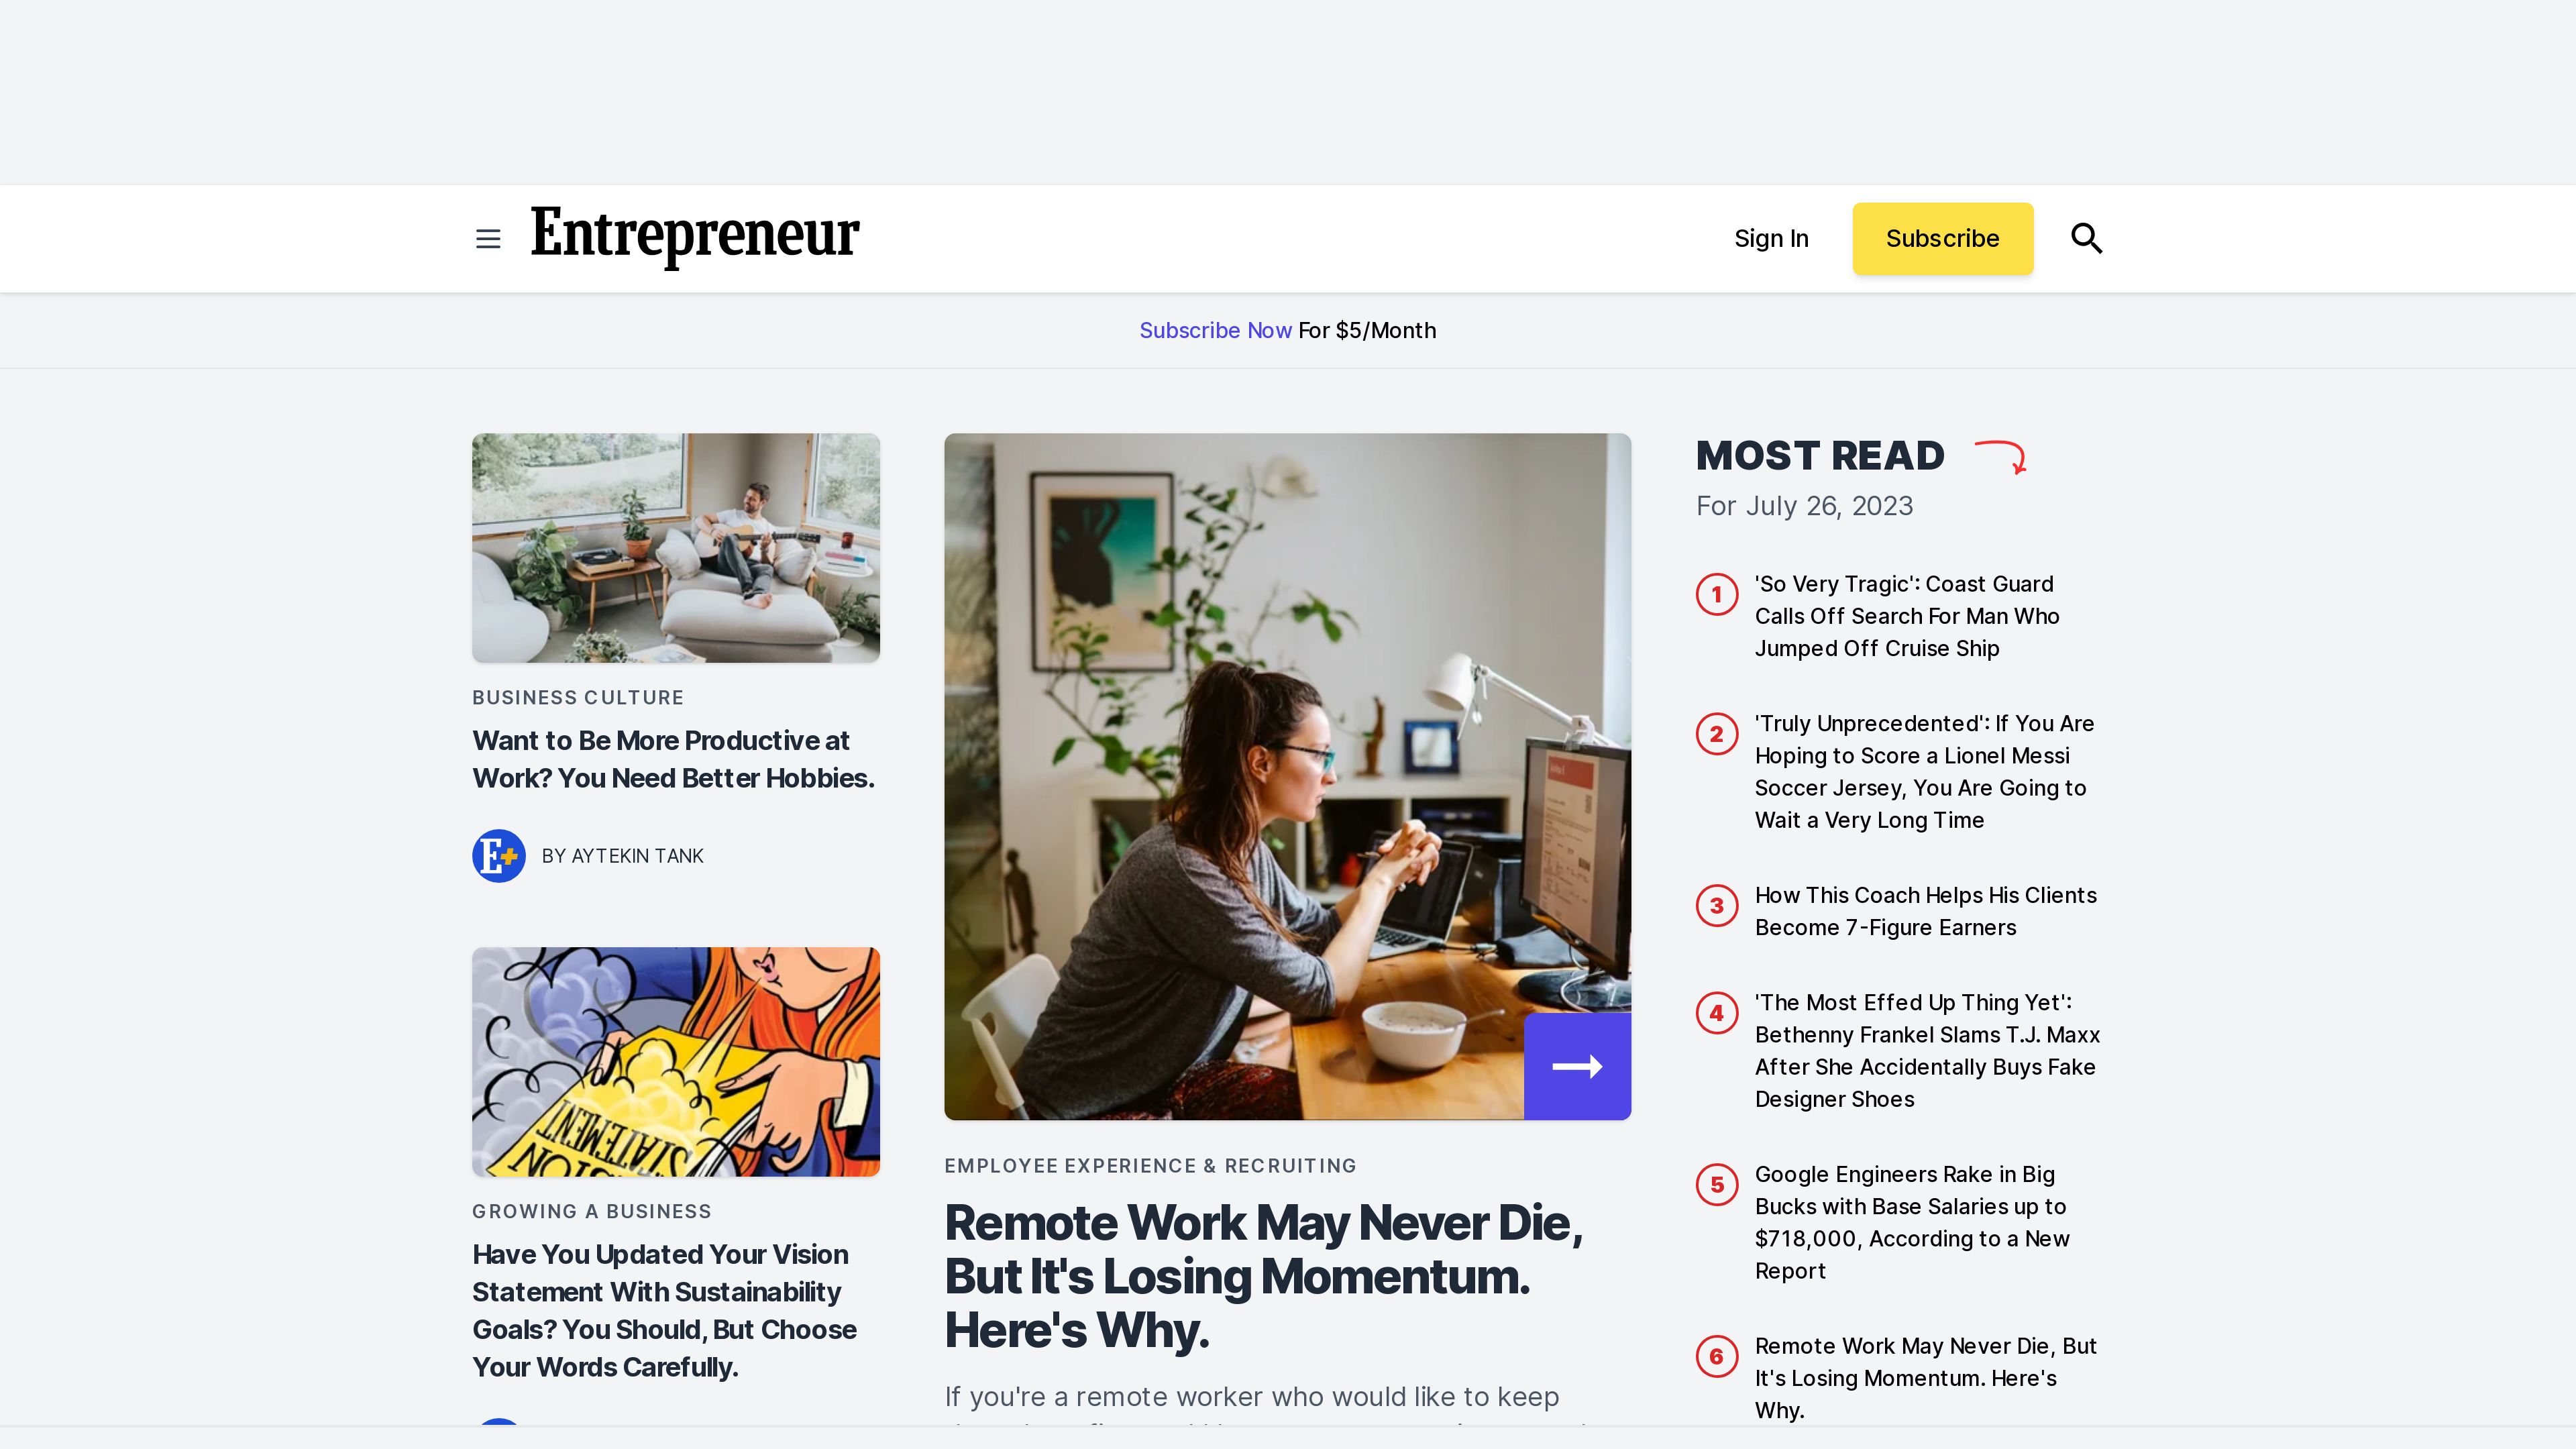 Entrepreneur
Sign In
Subscribe
Subscribe Now For $5/Month
BUSINESS CULTURE
Want to Be More Productive at
Work? You Need Better Hobbies.
E+
BY AYTEKIN TANK
STATEMENT
GROWING A BUSINESS
Have You Updated Your Vision
Statement With Sustainability
Goals? You Should, But Choose
Your Words Carefully.
EMPLOYEE EXPERIENCE & RECRUITING
Remote Work May Never Die,
But It's Losing Momentum.
Here's Why.
If you're a remote worker who would like to keep
MOST READ
For July 26, 2023
1
'So Very Tragic': Coast Guard
Calls Off Search For Man Who
Jumped Off Cruise Ship
2
'Truly Unprecedented': If You Are
Hoping to Score a Lionel Messi
Soccer Jersey, You Are Going to
Wait a Very Long Time
3
How This Coach Helps His Clients
Become 7-Figure Earners
4
'The Most Effed Up Thing Yet':
Bethenny Frankel Slams T.J. Maxx
After She Accidentally Buys Fake
Designer Shoes
5
Google Engineers Rake in Big
Bucks with Base Salaries up to
$718,000, According to a New
Report
6
Remote Work May Never Die, But
It's Losing Momentum. Here's
Why.